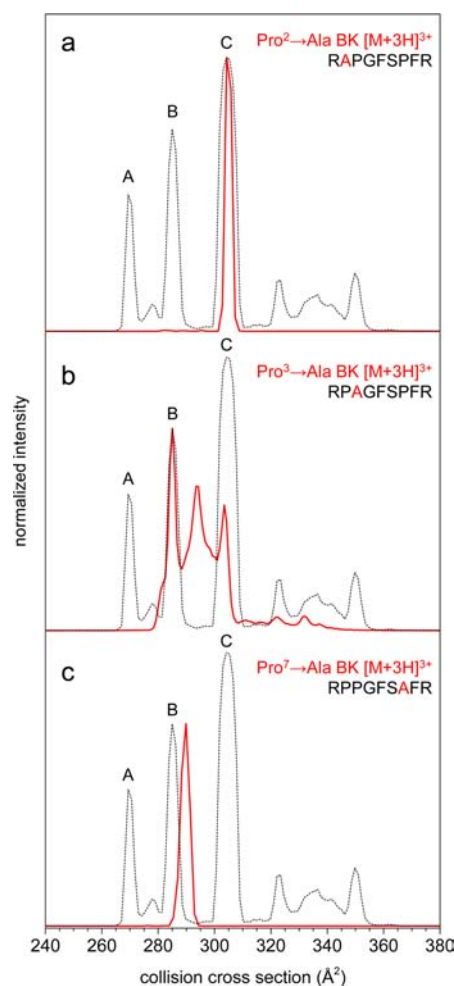 a
C
Pro²→Ala BK [M+3H]³⁺
RAPGFSPFR
B
A
b
C
Pro³→Ala BK [M+3H]³⁺
RPAGFSPFR
B
A
normalized intensity
c
C
Pro⁷→Ala BK [M+3H]³⁺
RPPGFSAFR
B
A
240 260 280 300 320 340 360 380
collision cross section (Å²)